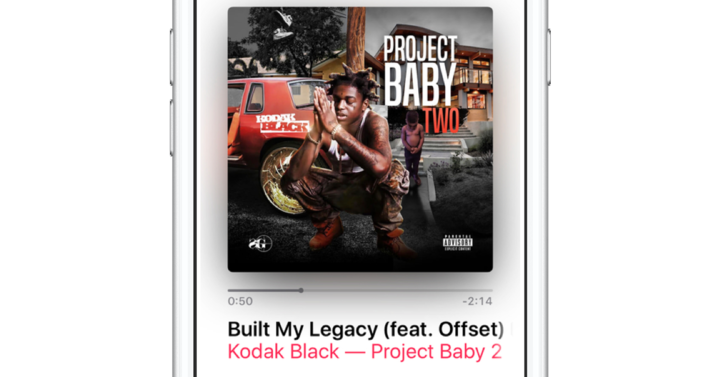 PROJECT
BABY
TWO
KODAK
BLACK
SG
PARENTAL
ADVISORY
EXPLICIT CONTENT
0:50
-2:14
Built My Legacy (feat. Offset)
Kodak Black — Project Baby 2